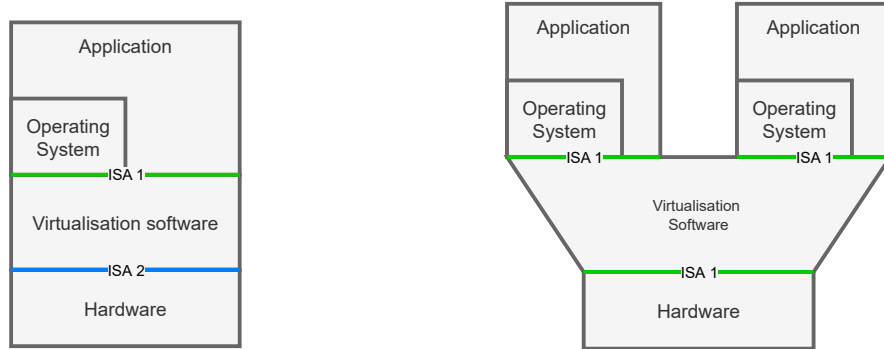 Application
Operating
System
ISA 1
Virtualisation software
ISA 2
Hardware
Application
Operating
System
ISA 1
Application
Operating
System
ISA 1
Virtualisation
Software
ISA 1
Hardware